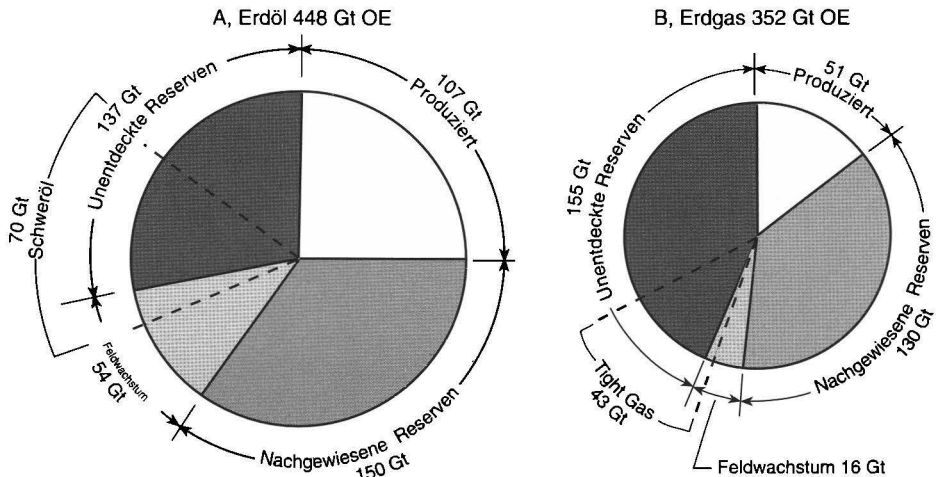 A, Erdöl 448 Gt OE
107 Gt
Produziert
Unentdeckte Reserven
137 Gt
70 Gt
Schweröl
Feldwachstum
54 Gt
Nachgewiesene Reserven
150 Gt
B, Erdgas 352 Gt OE
51 Gt
Produziert
155 Gt
Unentdeckte Reserven
Nachgewiesene Reserven
130 Gt
Tight Gas
43 Gt
Feldwachstum 16 Gt